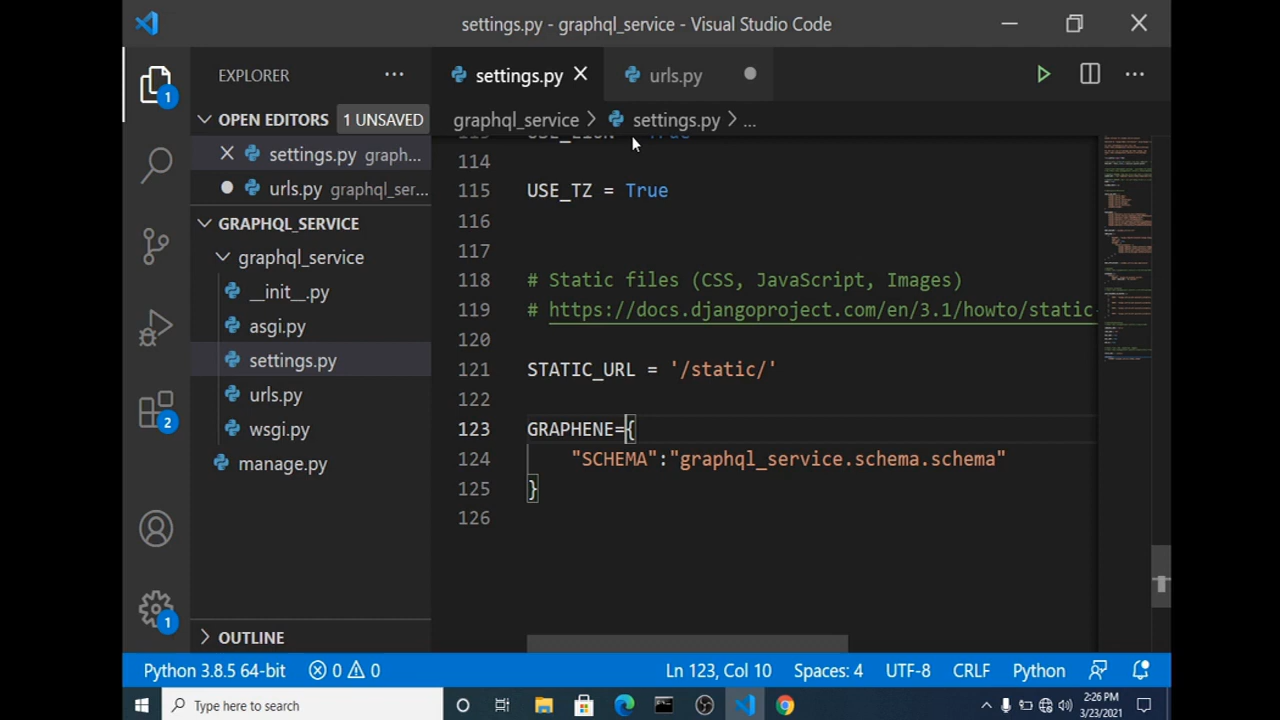 settings.py - graphql_service - Visual Studio Code
EXPLORER
settings.py
urls.py
OPEN EDITORS
1 UNSAVED
settings.py graph...
urls.py graphql_ser...
GRAPHQL_SERVICE
graphql_service
__init__.py
asgi.py
settings.py
urls.py
wsgi.py
manage.py
OUTLINE
graphql_service > settings.py > ...
114
115 USE_TZ = True
116
117
118 # Static files (CSS, JavaScript, Images)
119 # https://docs.djangoproject.com/en/3.1/howto/static-
120
121 STATIC_URL = '/static/'
122
123 GRAPHENE={
124 "SCHEMA":"graphql_service.schema.schema"
125 }
126
1
2
1
Python 3.8.5 64-bit
0
0
Ln 123, Col 10
Spaces: 4
UTF-8
CRLF
Python
Type here to search
2:26 PM
3/23/2021